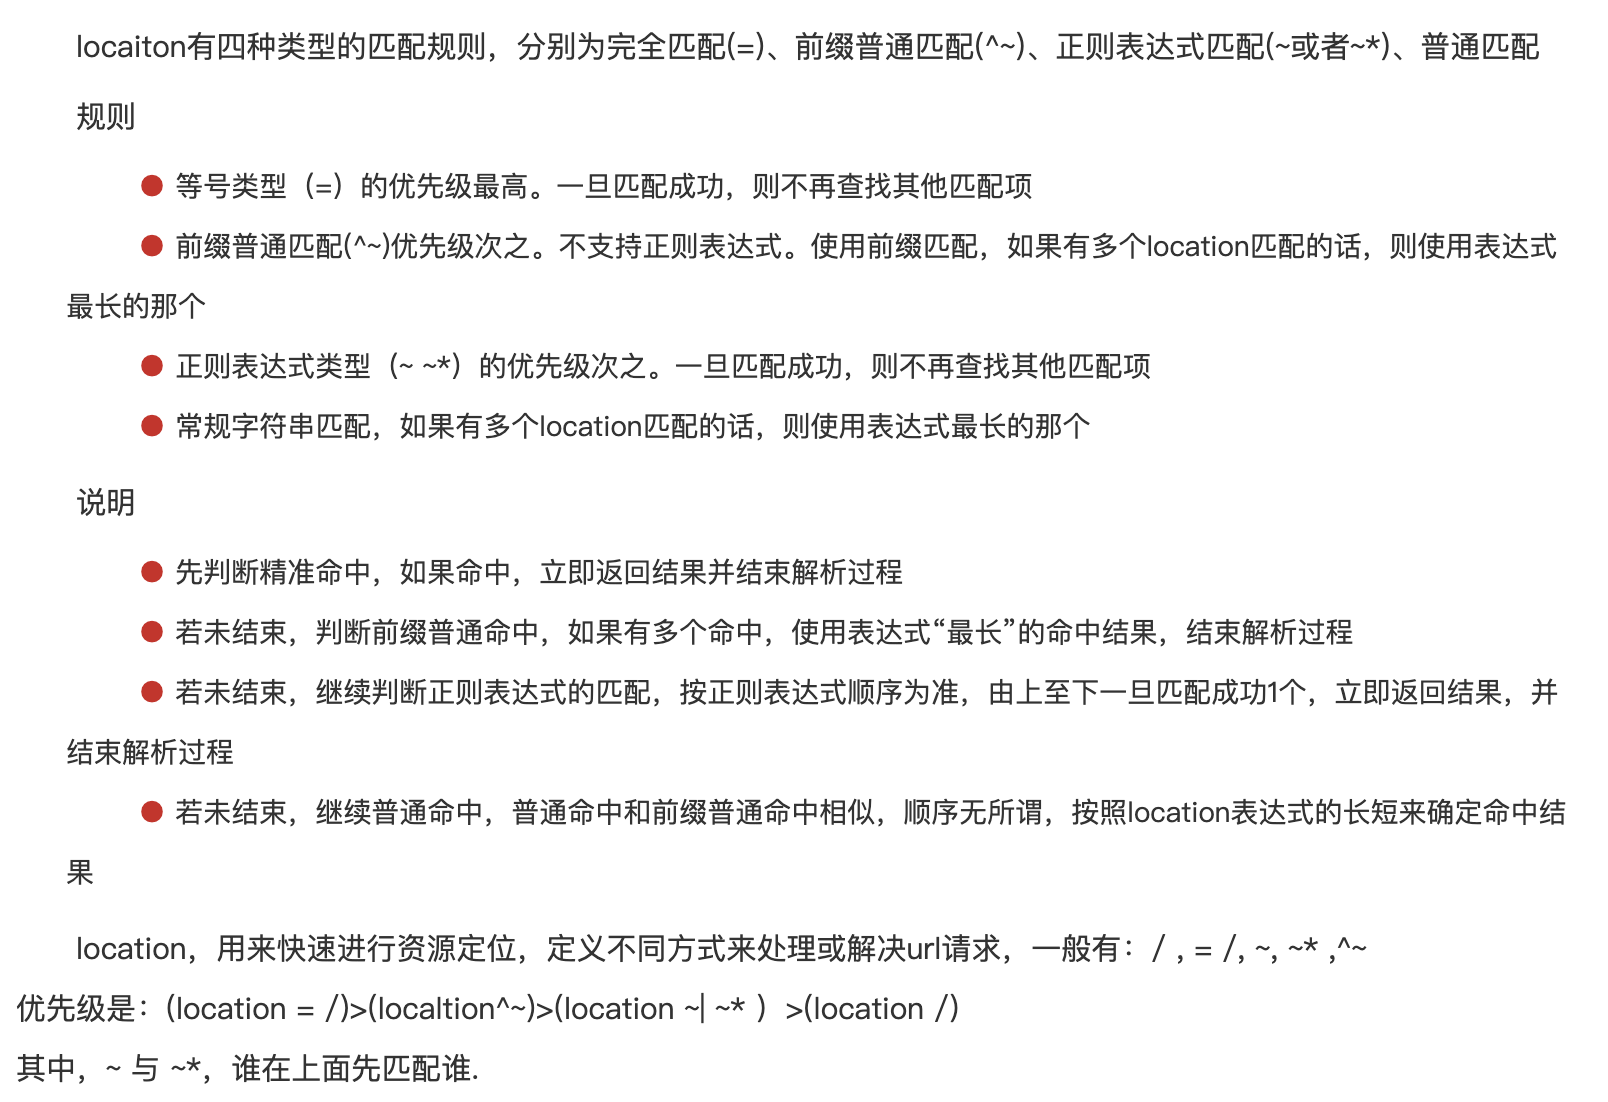 locaiton有四种类型的匹配规则，分别为完全匹配(=)、前缀普通匹配(^~)、正则表达式匹配(~或者~*)、普通匹配
规则
● 等号类型（=）的优先级最高。一旦匹配成功，则不再查找其他匹配项
● 前缀普通匹配(^~)优先级次之。不支持正则表达式。使用前缀匹配，如果有多个location匹配的话，则使用表达式
最长的那个
● 正则表达式类型（~ ~*）的优先级次之。一旦匹配成功，则不再查找其他匹配项
● 常规字符串匹配，如果有多个location匹配的话，则使用表达式最长的那个
说明
● 先判断精准命中，如果命中，立即返回结果并结束解析过程
● 若未结束，判断前缀普通命中，如果有多个命中，使用表达式“最长”的命中结果，结束解析过程
● 若未结束，继续判断正则表达式的匹配，按正则表达式顺序为准，由上至下一旦匹配成功1个，立即返回结果，并
结束解析过程
● 若未结束，继续普通命中，普通命中和前缀普通命中相似，顺序无所谓，按照location表达式的长短来确定命中结
果
location，用来快速进行资源定位，定义不同方式来处理或解决url请求，一般有：/ , = /, ~, ~* ,^~
优先级是：(location = /)>(localtion^~)>(location ~| ~* ）>(location /)
其中，~ 与 ~*，谁在上面先匹配谁.